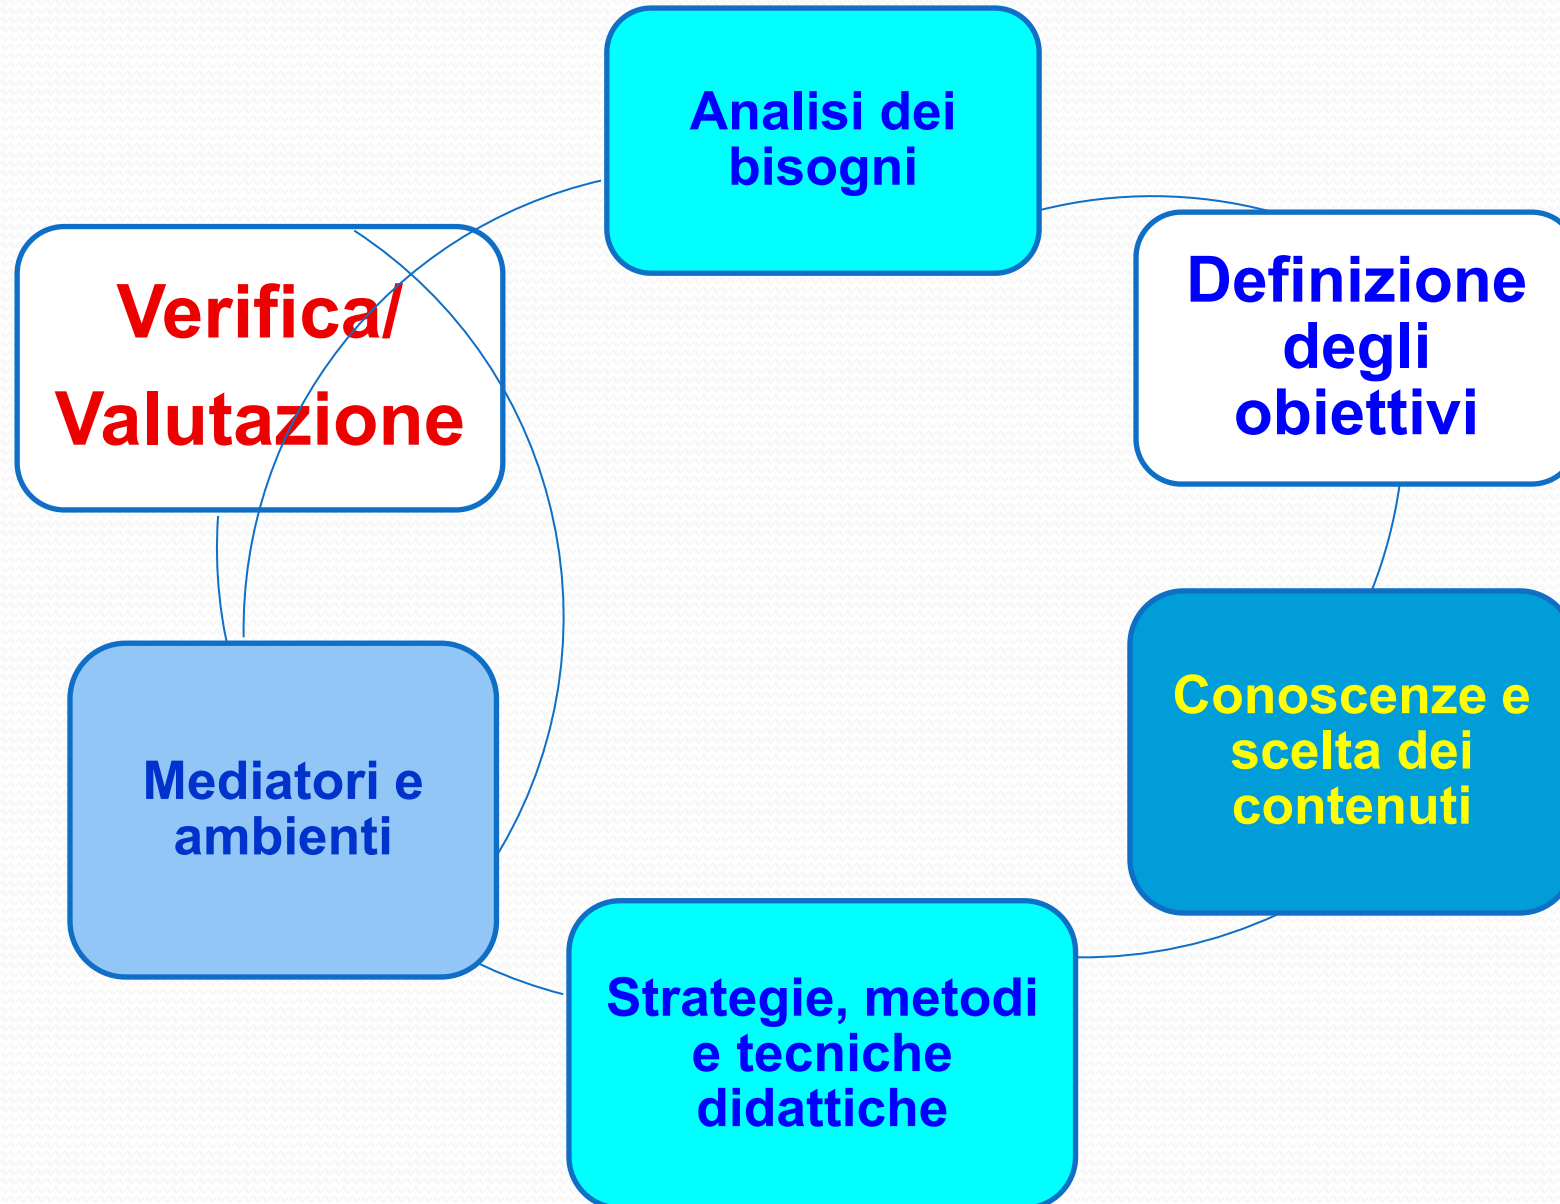 Analisi dei
bisogni
Definizione
degli
obiettivi
Conoscenze e
scelta dei
contenuti
Strategie, metodi
e tecniche
didattiche
Mediatori e
ambienti
Verifica/
Valutazione